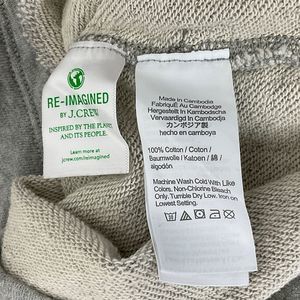 RE-IMAGINED
BY J.CREW
INSPIRED BY THE PLANET
AND ITS PEOPLE.
Learn more at
jcrew.com/reimagined
Made in Cambodia
Fabriqué Au Cambodge
Hergestellt in Kambodscha
Vervaardigd In Cambodja
カンボジア製
hecho en camboya
100% Cotton / Coton /
Baumwolle / Katoen / 綿 /
algodón
Machine Wash Cold With Like
Colors. Non-Chlorine Bleach
Only. Tumble Dry Low. Iron on
Lowest Setting.